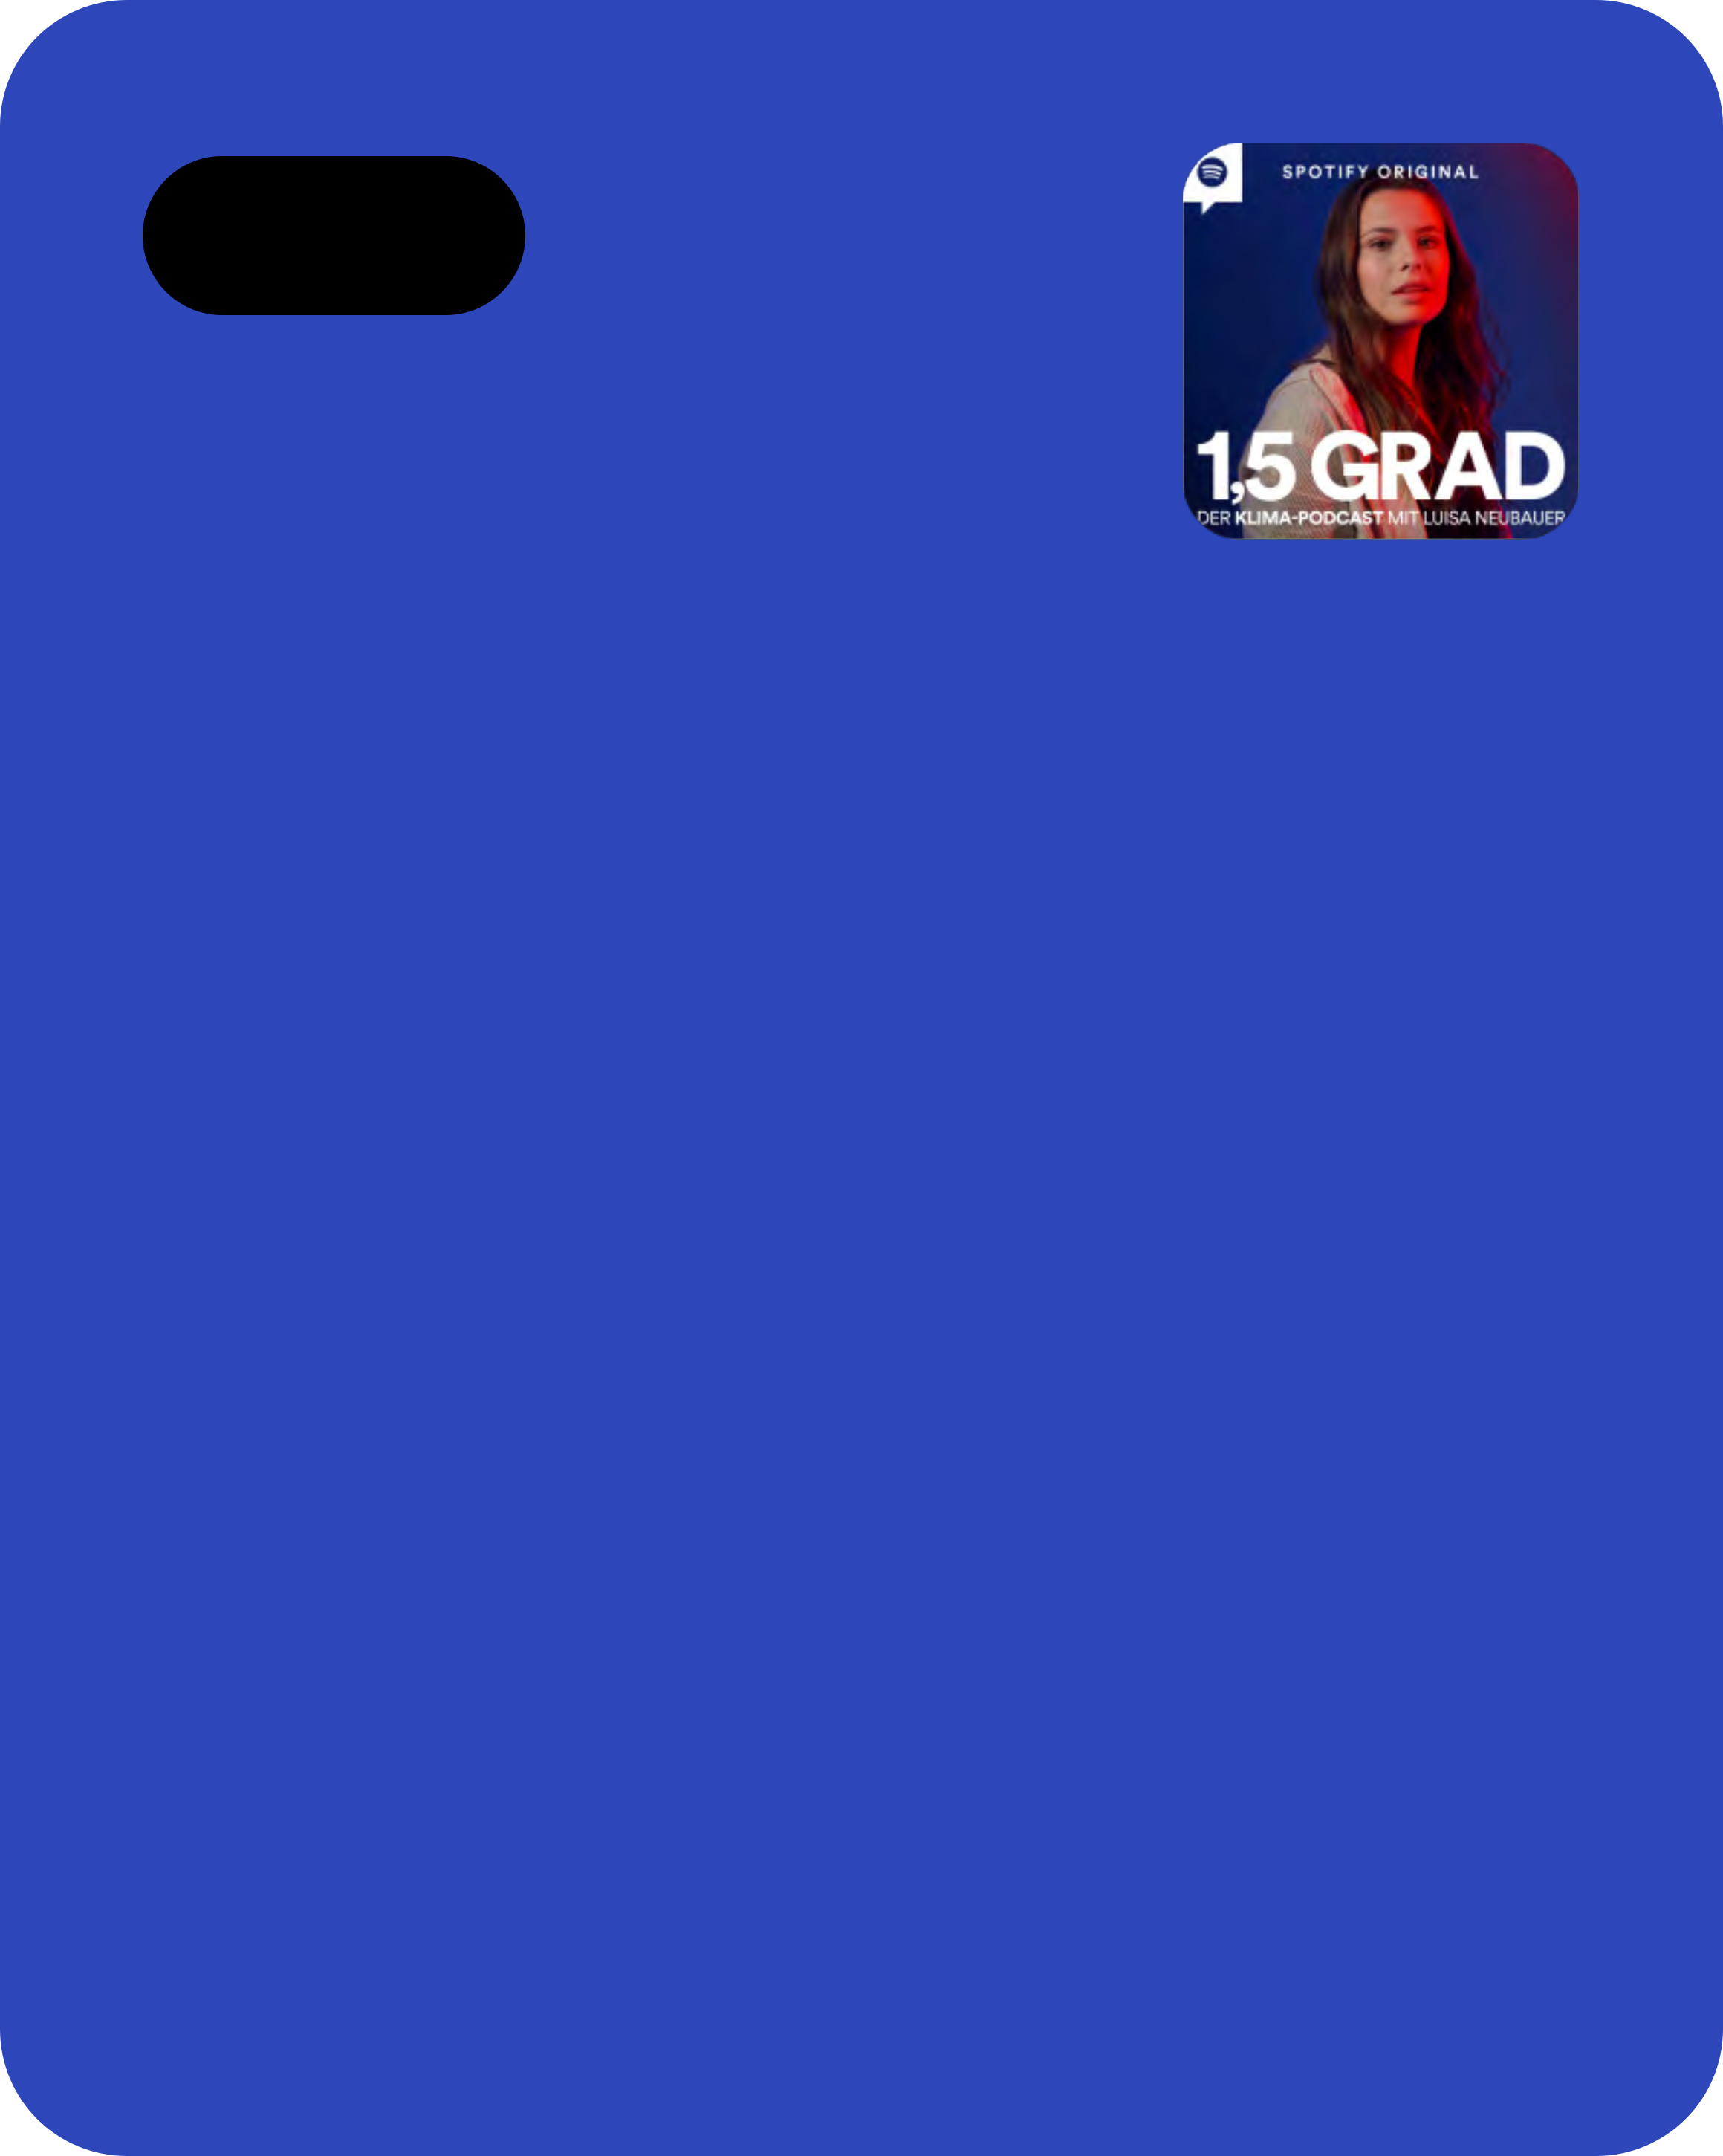 SPOTIFY ORIGINAL
1,5 GRAD
DER KLIMA-PODCAST MIT LUISA NEUBAUER